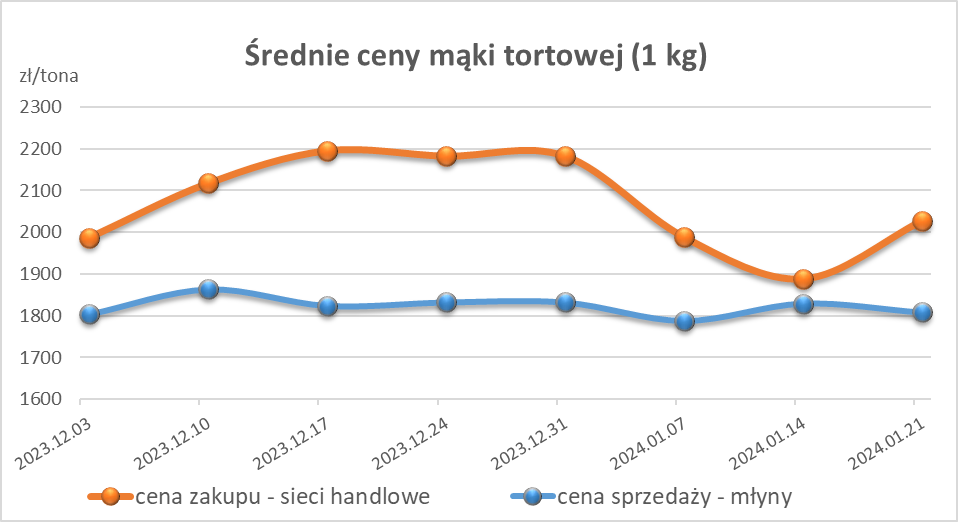 Średnie ceny mąki tortowej (1 kg)
zł/tona
2300
2200
2100
2000
1900
1800
1700
1600
2023.12.03 2023.12.10 2023.12.17 2023.12.24 2023.12.31 2024.01.07 2024.01.14 2024.01.21
cena zakupu - sieci handlowe cena sprzedaży - młyny